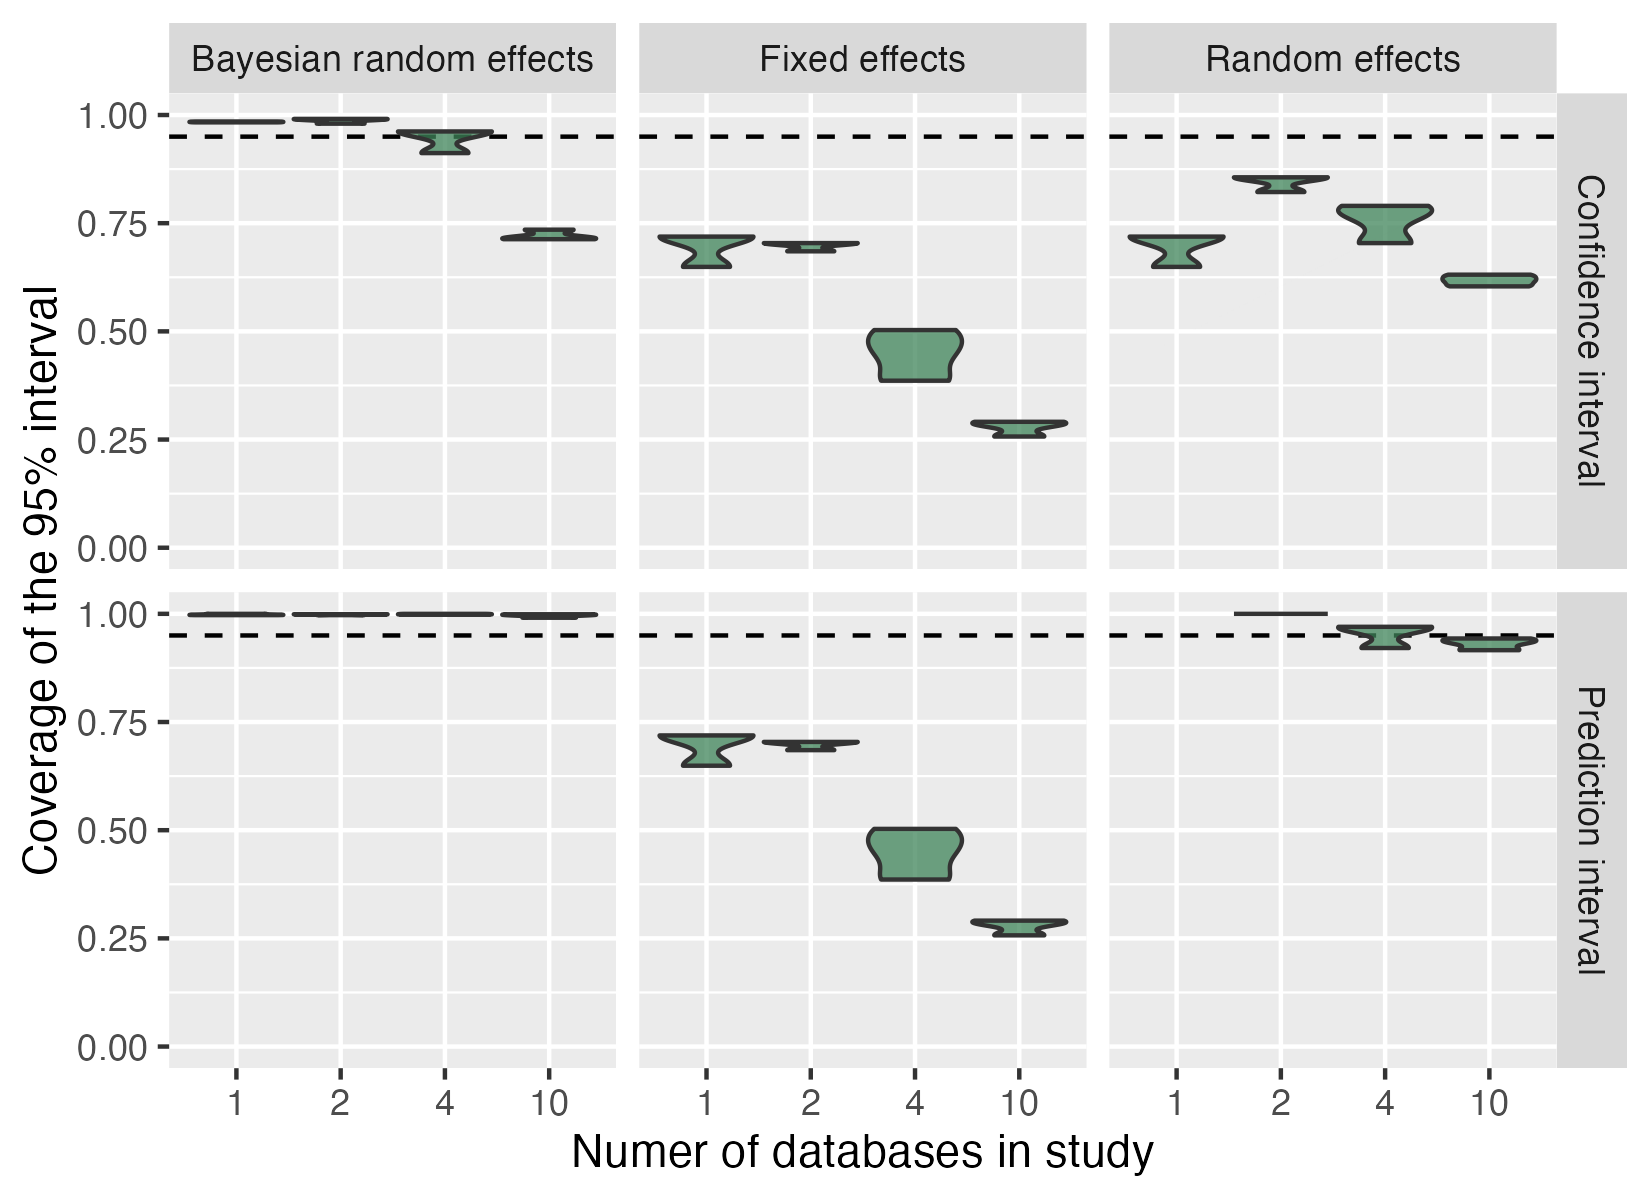 Bayesian random effects
Fixed effects
Random effects
Coverage of the 95% interval
1.00
0.75
0.50
0.25
0.00
Confidence interval
1.00
0.75
0.50
0.25
0.00
Prediction interval
1 2 4 10
1 2 4 10
1 2 4 10
Numer of databases in study